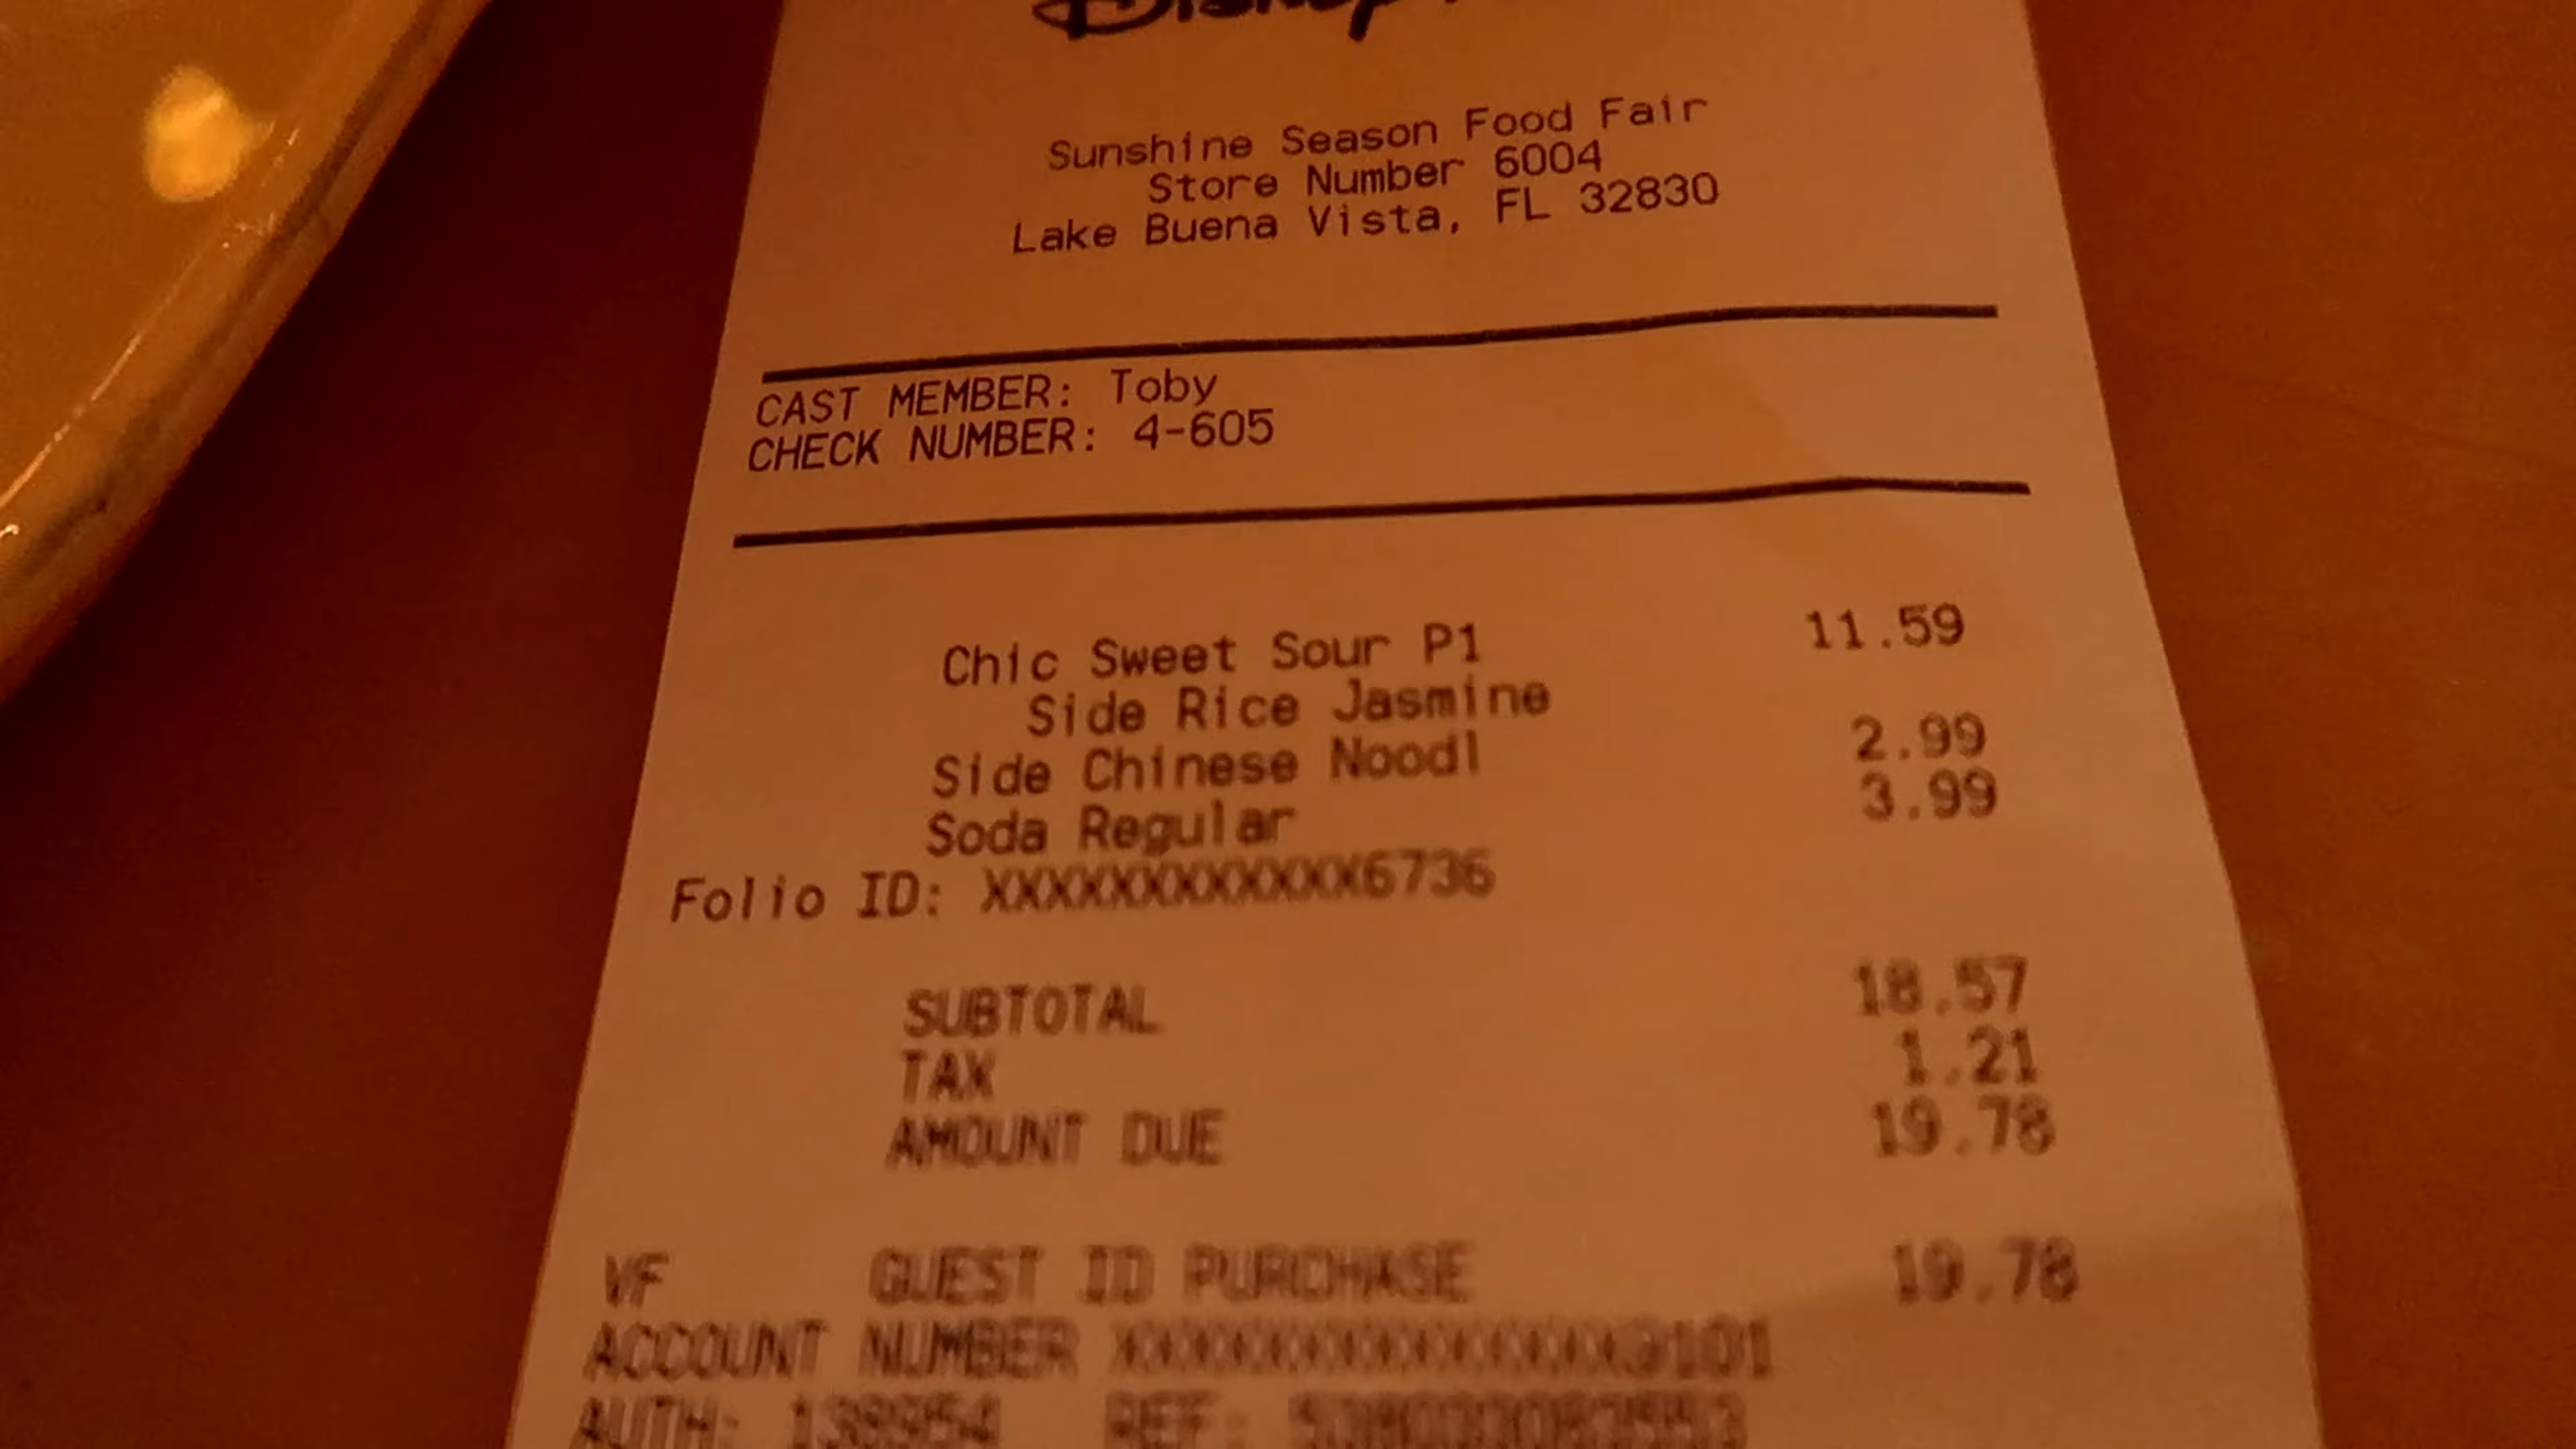 Disney
Sunshine Season Food Fair
Store Number 6004
Lake Buena Vista, FL 32830
CAST MEMBER: Toby
CHECK NUMBER: 4-605
Chic Sweet Sour P1 11.59
Side Rice Jasmine
Side Chinese Noodl 2.99
Soda Regular 3.99
Folio ID: XXXXXXXXXXXX6736
SUBTOTAL 18.57
TAX 1.21
AMOUNT DUE 19.78
VF GUEST ID PURCHASE 19.78
ACCOUNT NUMBER
AUTH: REF: